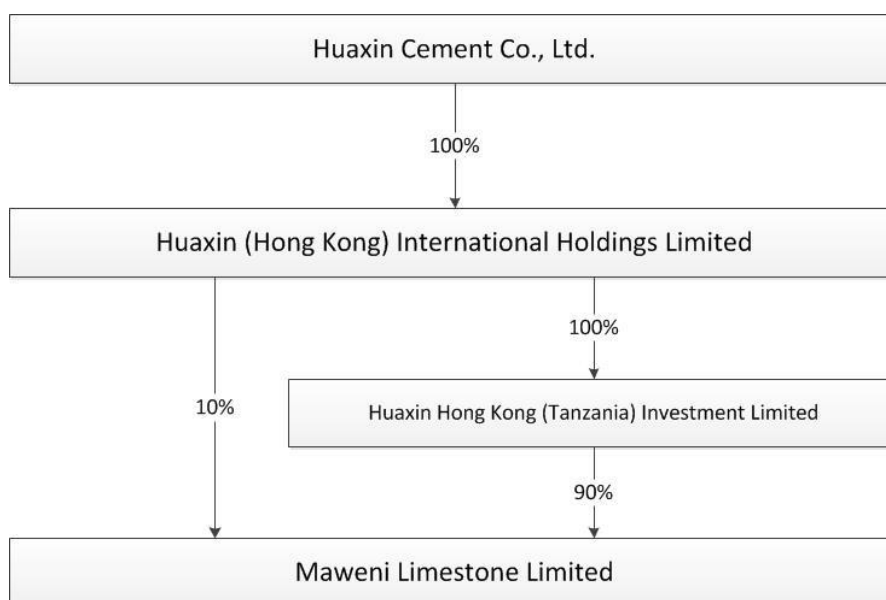 Huaxin Cement Co., Ltd.
100%
Huaxin (Hong Kong) International Holdings Limited
100%
Huaxin Hong Kong (Tanzania) Investment Limited
10%
90%
Maweni Limestone Limited